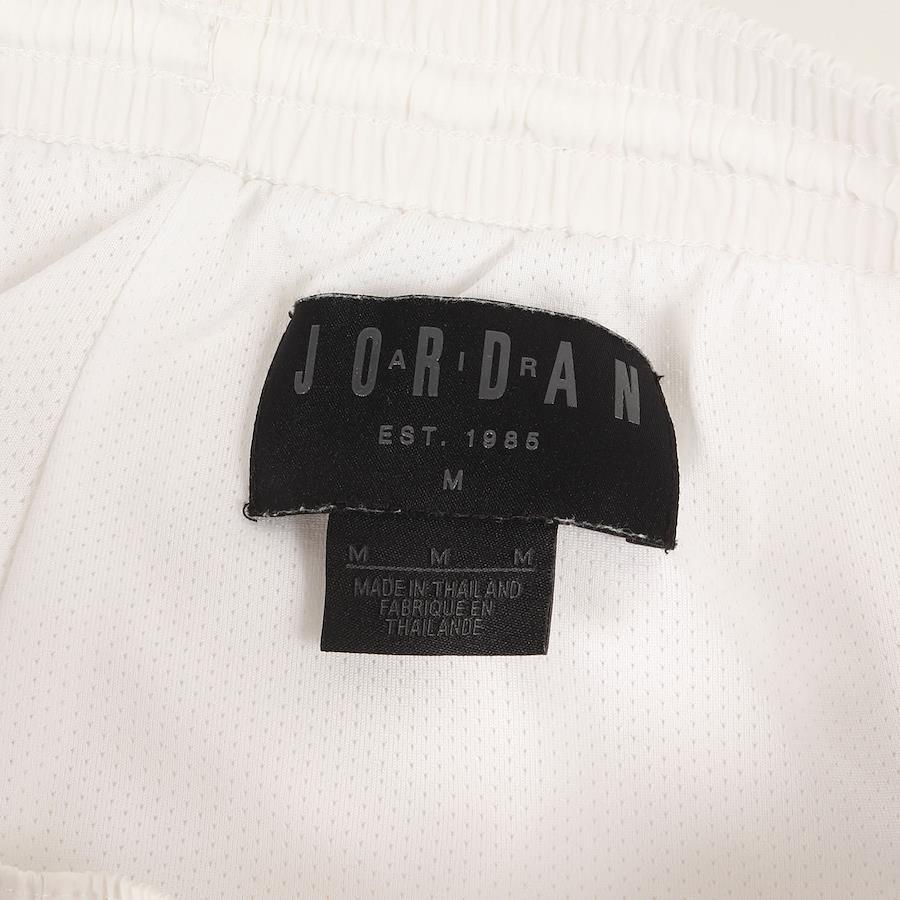 JORDAN
AIR
EST. 1985
M
M M M
MADE IN THAILAND
FABRIQUE EN
THAILANDE